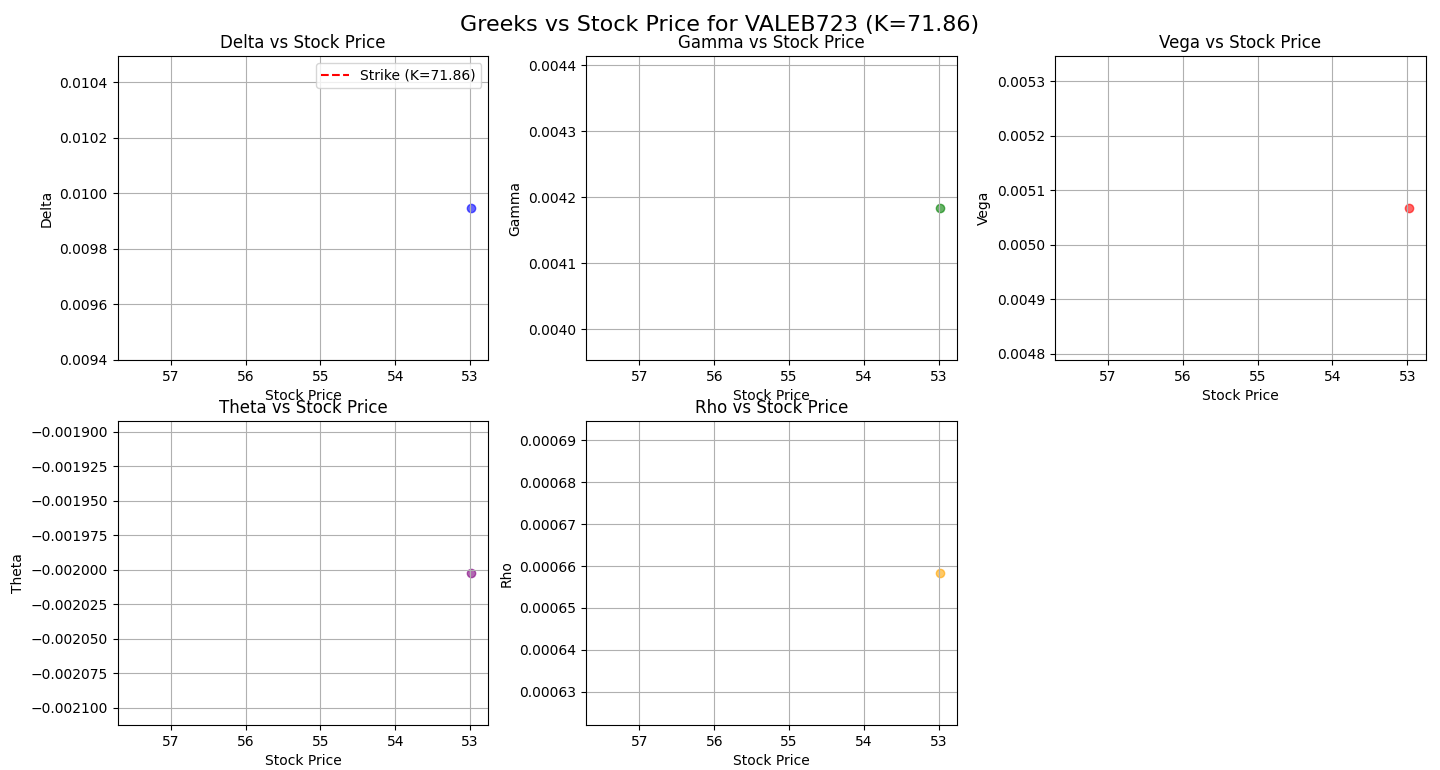 Greeks vs Stock Price for VALEB723 (K=71.86)
Delta vs Stock Price
Strike (K=71.86)
0.0104
0.0102
0.0100
0.0098
0.0096
0.0094
Delta
57 56 55 54 53
Stock Price
Gamma vs Stock Price
0.0044
0.0043
0.0042
0.0041
0.0040
Gamma
57 56 55 54 53
Stock Price
Vega vs Stock Price
0.0053
0.0052
0.0051
0.0050
0.0049
0.0048
Vega
57 56 55 54 53
Stock Price
Theta vs Stock Price
−0.001900
−0.001925
−0.001950
−0.001975
−0.002000
−0.002025
−0.002050
−0.002075
−0.002100
Theta
57 56 55 54 53
Stock Price
Rho vs Stock Price
0.00069
0.00068
0.00067
0.00066
0.00065
0.00064
0.00063
Rho
57 56 55 54 53
Stock Price